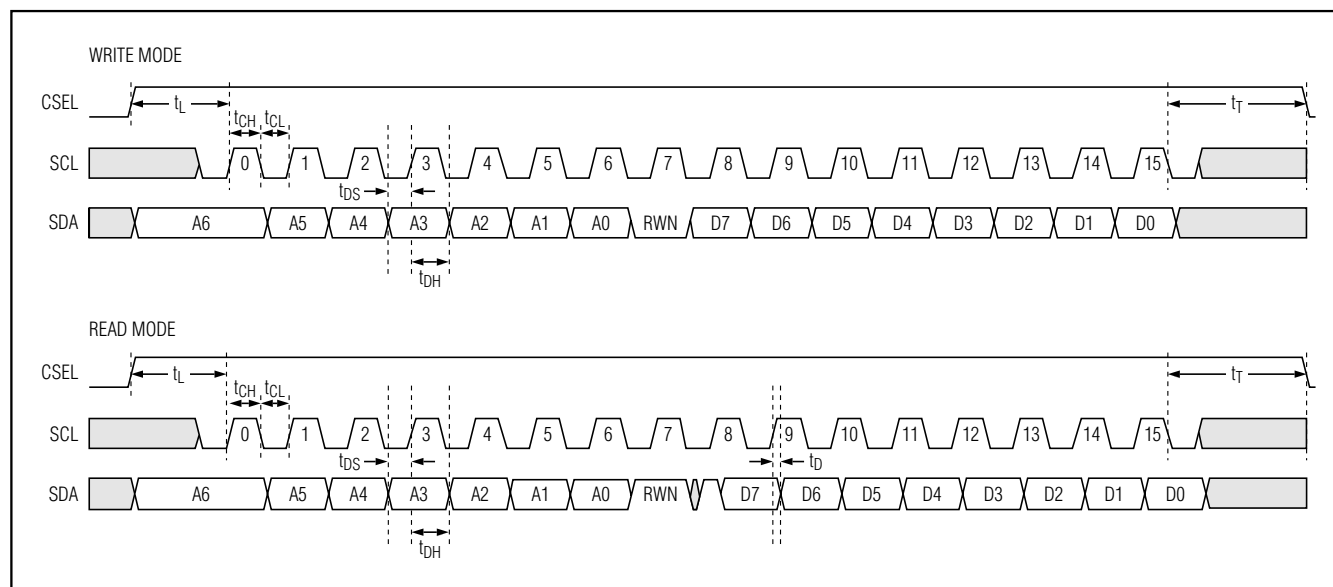 WRITE MODE
CSEL tL tT
tCH tCL
SCL 0 1 2 3 4 5 6 7 8 9 10 11 12 13 14 15
tDS
SDA A6 A5 A4 A3 A2 A1 A0 RWN D7 D6 D5 D4 D3 D2 D1 D0
tDH
READ MODE
CSEL tL tT
tCH tCL
SCL 0 1 2 3 4 5 6 7 8 9 10 11 12 13 14 15
tDS tD
SDA A6 A5 A4 A3 A2 A1 A0 RWN D7 D6 D5 D4 D3 D2 D1 D0
tDH